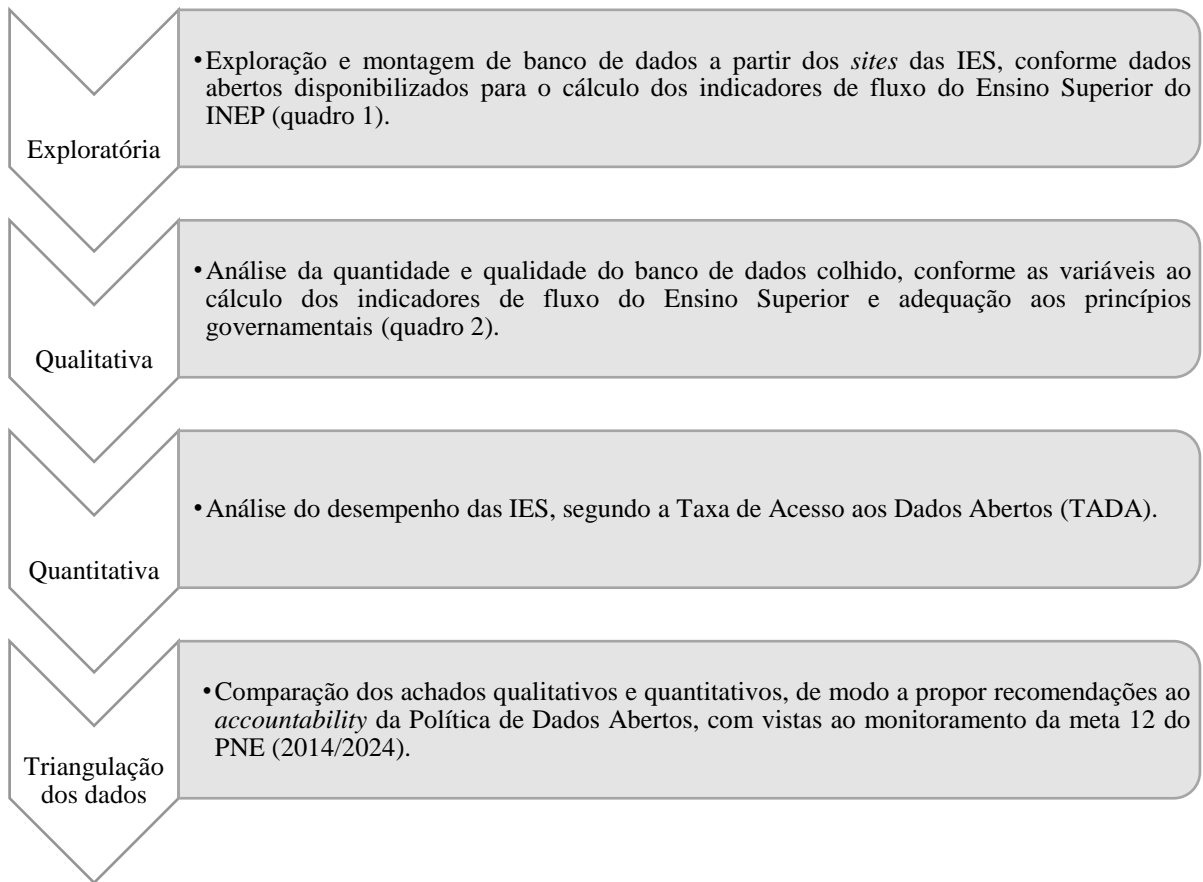 Exploratória
•Exploração e montagem de banco de dados a partir dos sites das IES, conforme dados
abertos disponibilizados para o cálculo dos indicadores de fluxo do Ensino Superior do
INEP (quadro 1).
Qualitativa
•Análise da quantidade e qualidade do banco de dados colhido, conforme as variáveis ao
cálculo dos indicadores de fluxo do Ensino Superior e adequação aos princípios
governamentais (quadro 2).
Quantitativa
•Análise do desempenho das IES, segundo a Taxa de Acesso aos Dados Abertos (TADA).
Triangulação
dos dados
•Comparação dos achados qualitativos e quantitativos, de modo a propor recomendações ao
accountability da Política de Dados Abertos, com vistas ao monitoramento da meta 12 do
PNE (2014/2024).